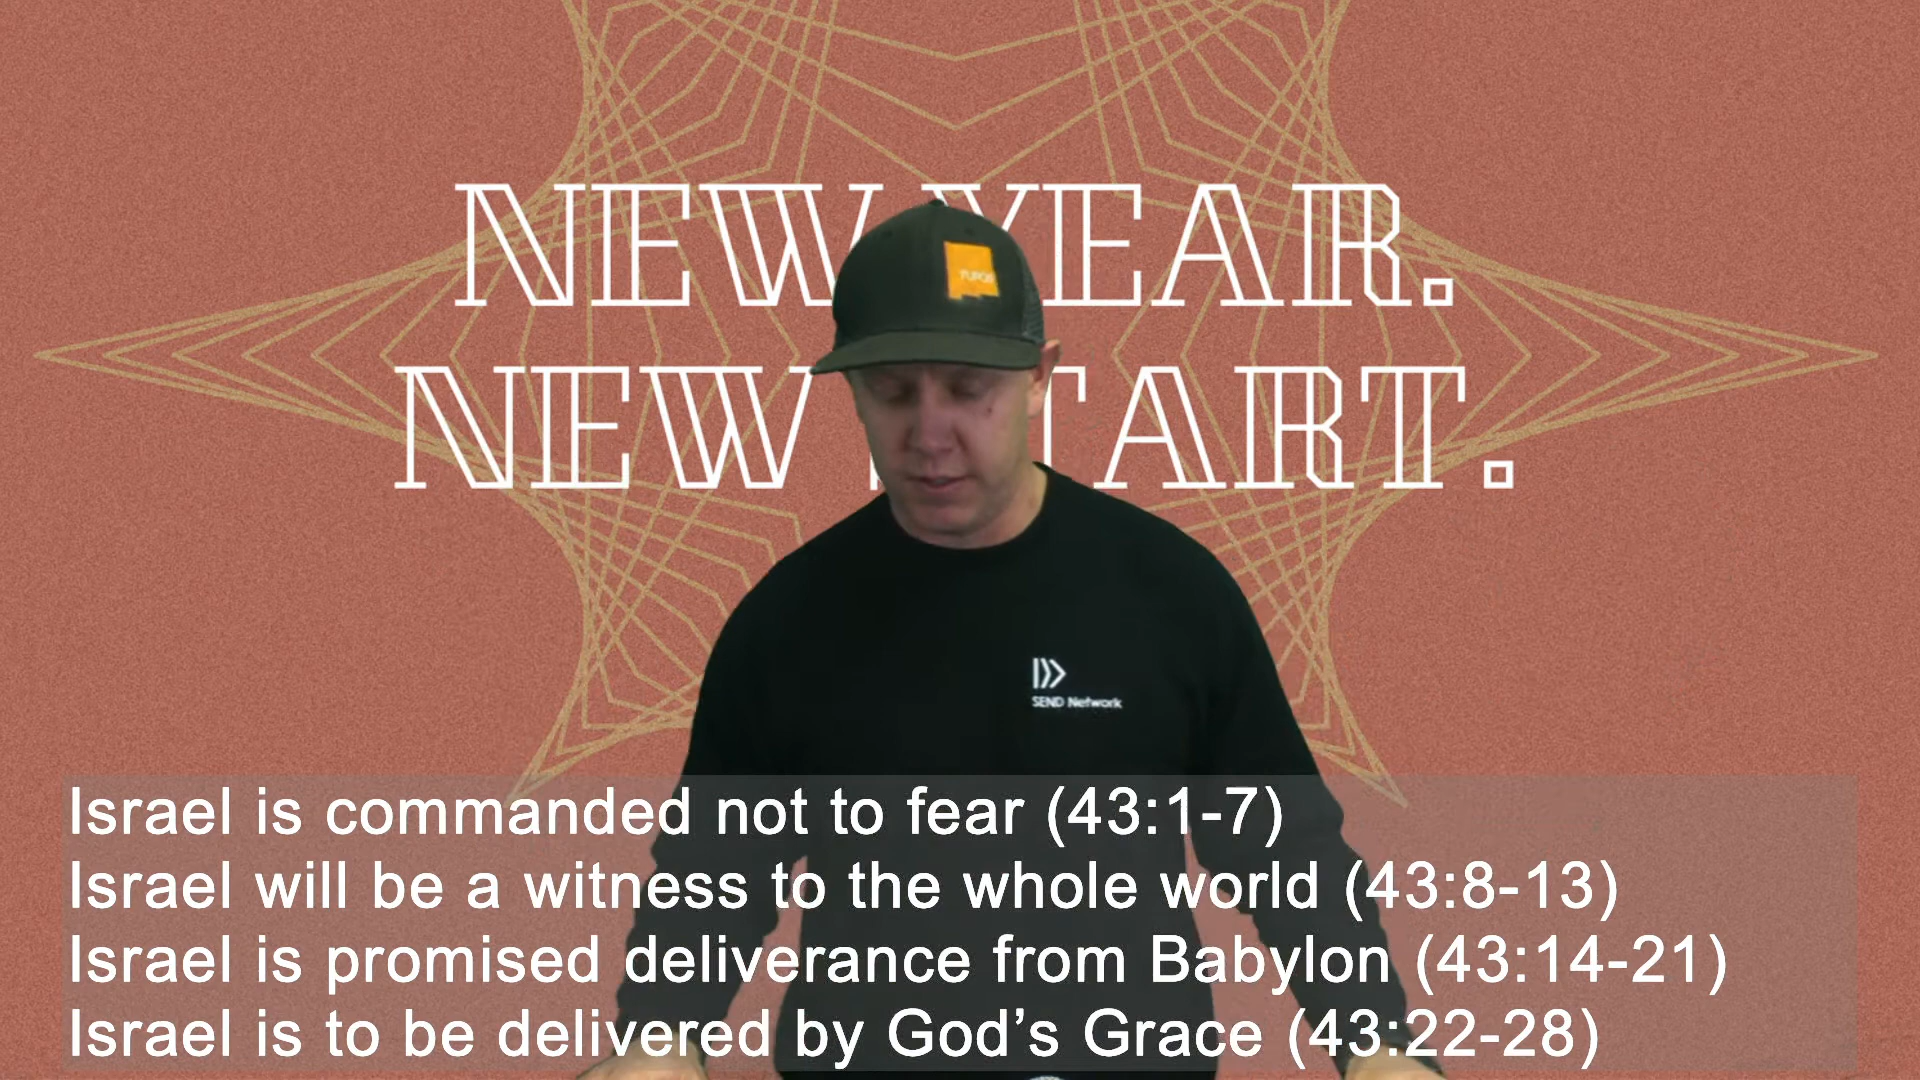 NEW YEAR.
NEW START.
SEND Network
Israel is commanded not to fear (43:1-7)
Israel will be a witness to the whole world (43:8-13)
Israel is promised deliverance from Babylon (43:14-21)
Israel is to be delivered by God’s Grace (43:22-28)